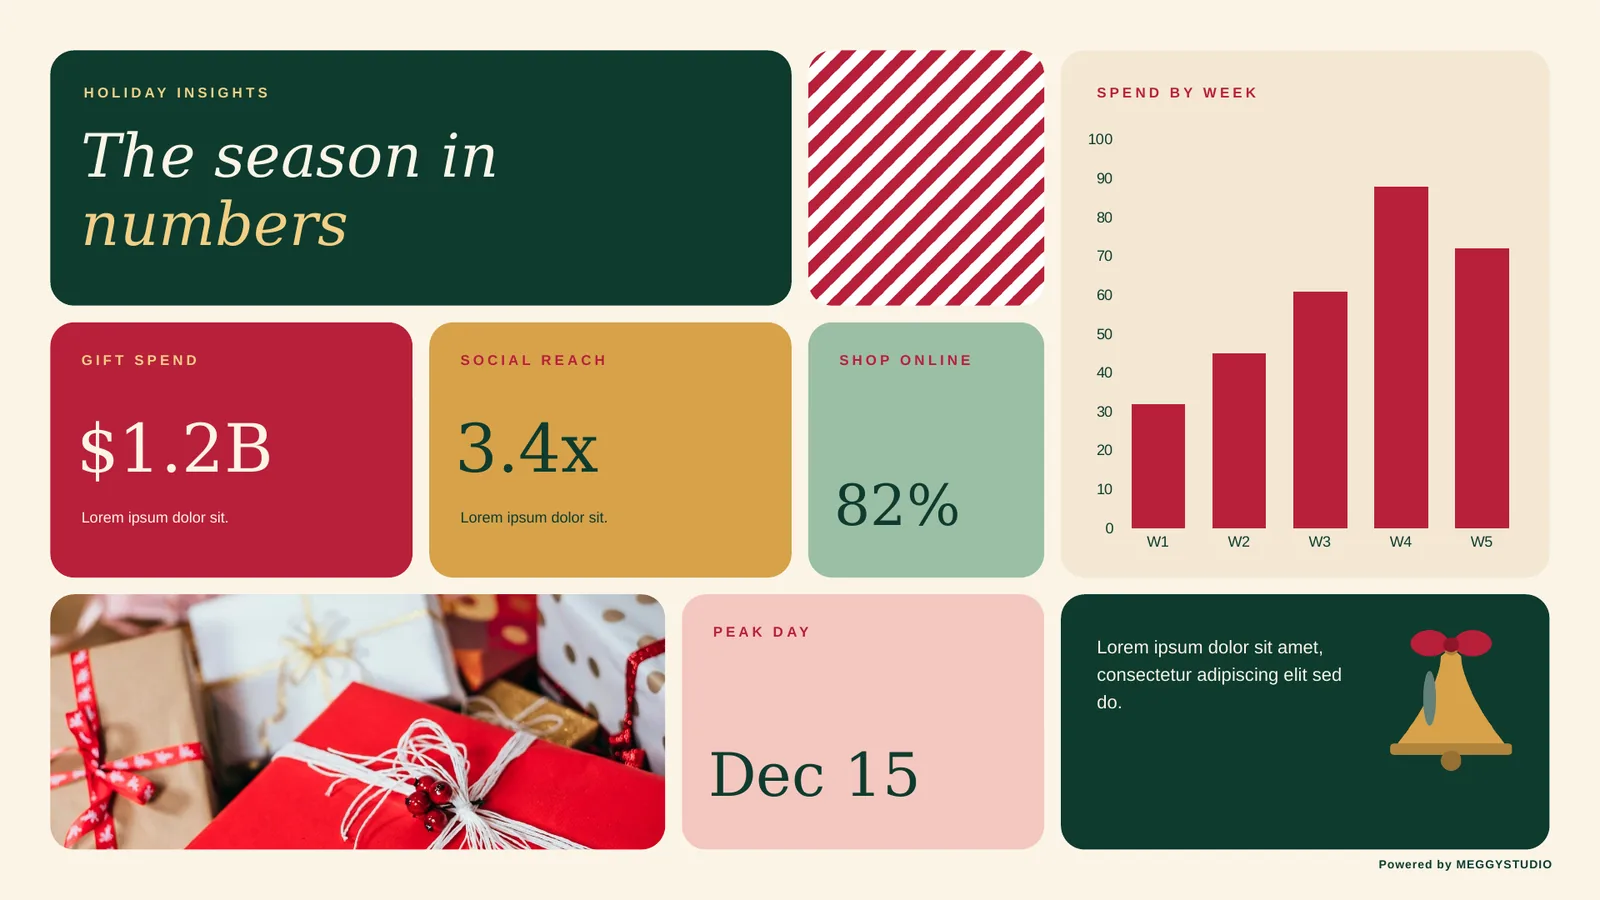 HOLIDAY INSIGHTS
The season in
numbers
SPEND BY WEEK
100
90
80
70
60
50
40
30
20
10
0
W1 W2 W3 W4 W5
GIFT SPEND
$1.2B
Lorem ipsum dolor sit.
SOCIAL REACH
3.4x
Lorem ipsum dolor sit.
SHOP ONLINE
82%
PEAK DAY
Dec 15
Lorem ipsum dolor sit amet,
consectetur adipiscing elit sed
do.
Powered by MEGGYSTUDIO